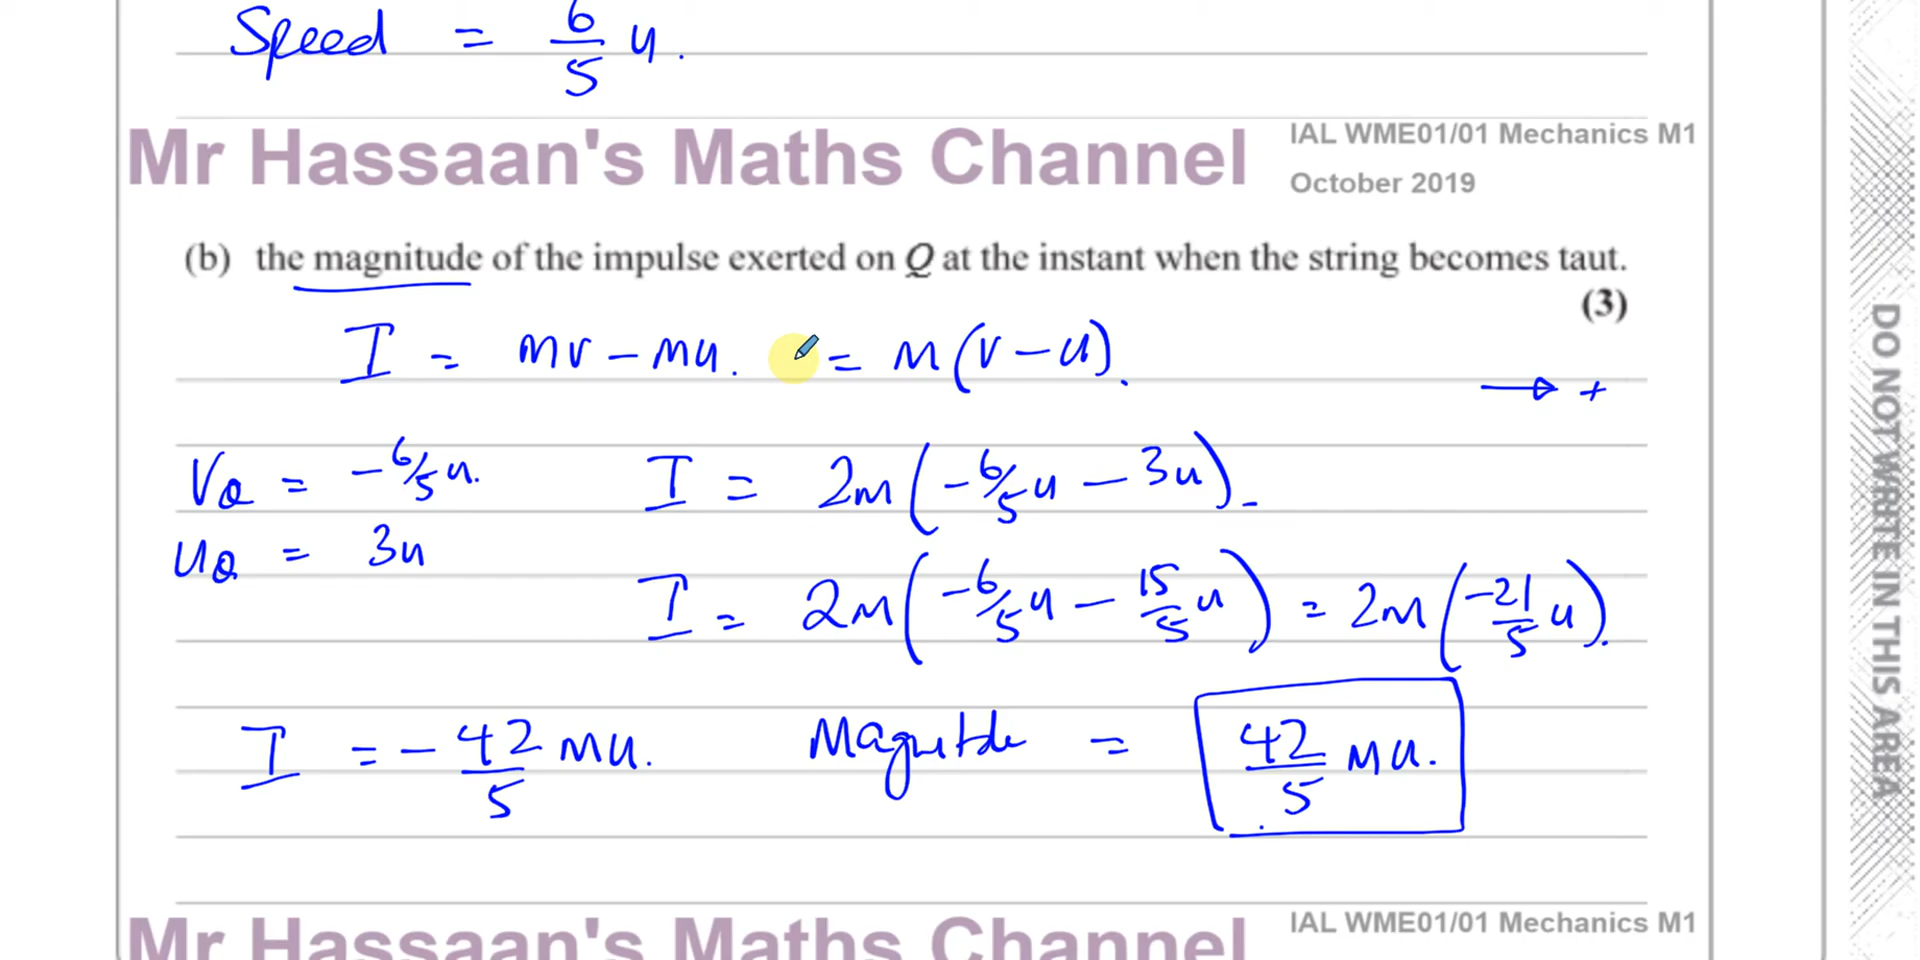 Speed = 6/5 u.
Mr Hassaan's Maths Channel
IAL WME01/01 Mechanics M1
October 2019
(b) the magnitude of the impulse exerted on Q at the instant when the string becomes taut.
(3)
I = mv - mu. = m(v - u).
→ +
V_Q = -6/5 u. I = 2m(-6/5 u - 3u).
u_Q = 3u
I = 2m(-6/5 u - 15/5 u) = 2m(-21/5 u).
I = - 42/5 mu. Magnitde = 42/5 mu.
Mr Hassaan's Maths Channel
IAL WME01/01 Mechanics M1
DO NOT WRITE IN THIS AREA